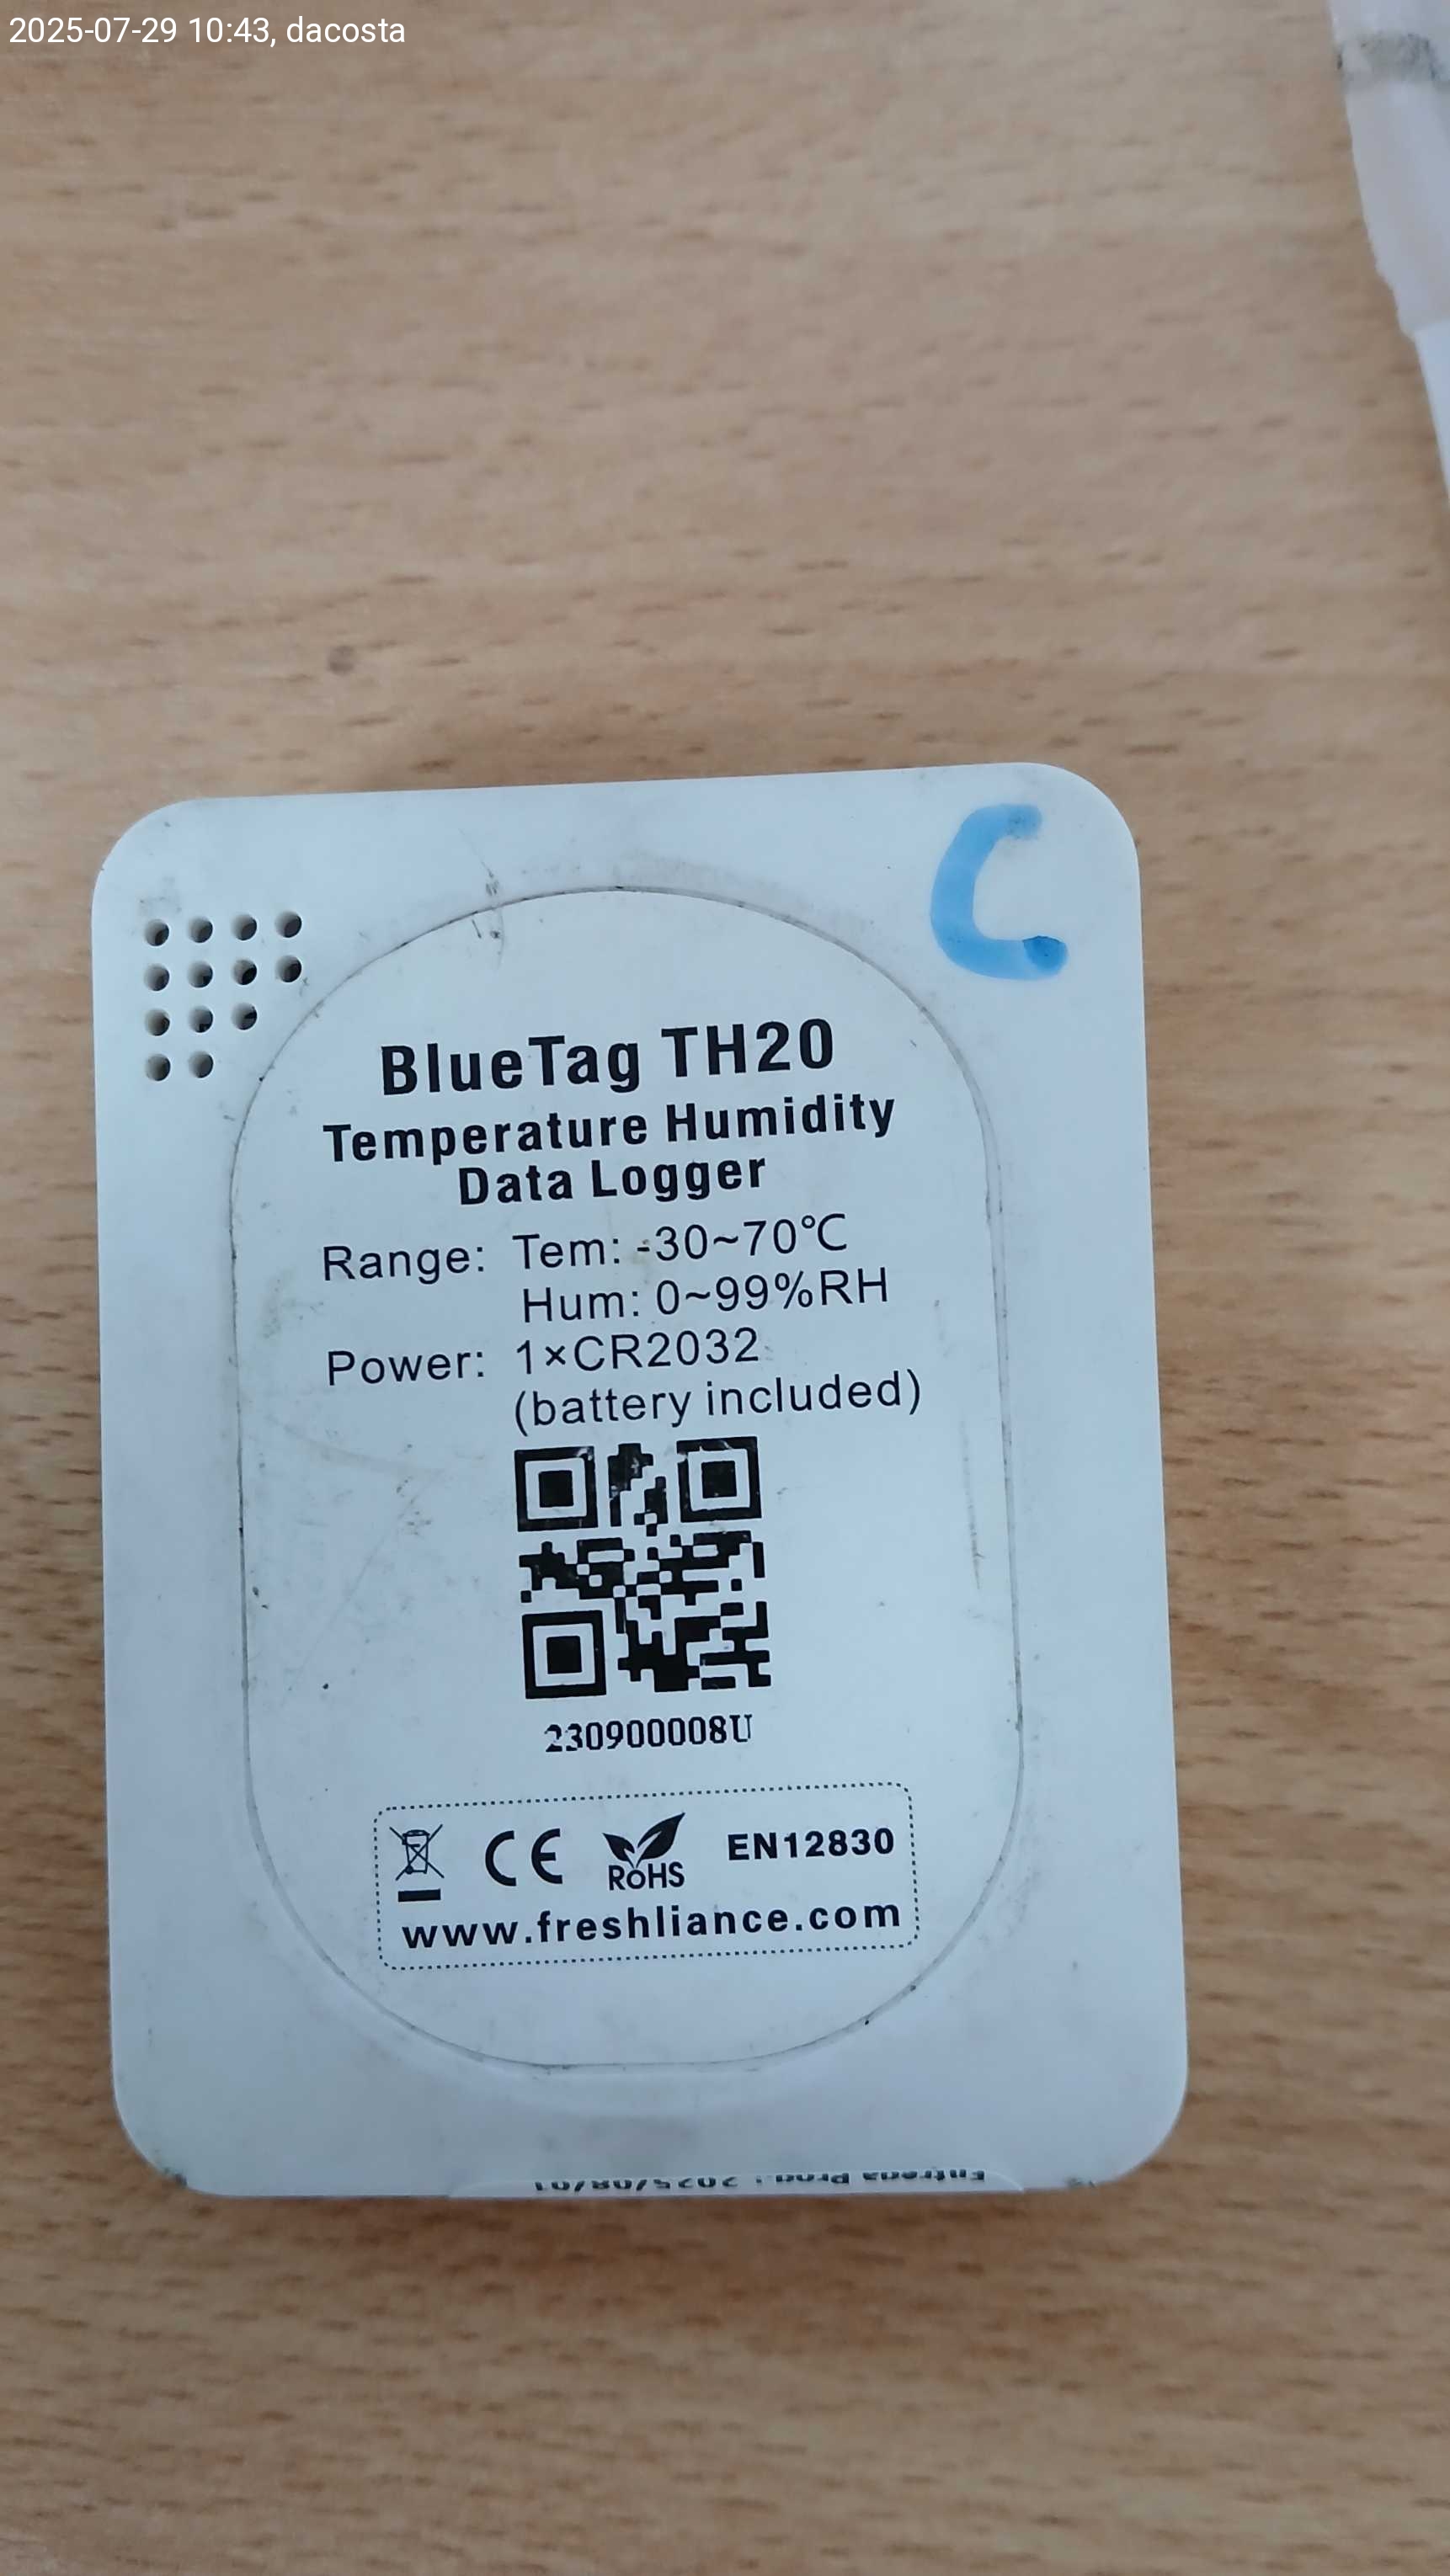 2025-07-29 10:43, dacosta
C
BlueTag TH20
Temperature Humidity
Data Logger
Range: Tem: -30~70℃
Hum: 0~99%RH
Power: 1×CR2032
(battery included)
230900008U
CE RoHS EN12830
www.freshliance.com
Entrega Prod.: 2025/08/01